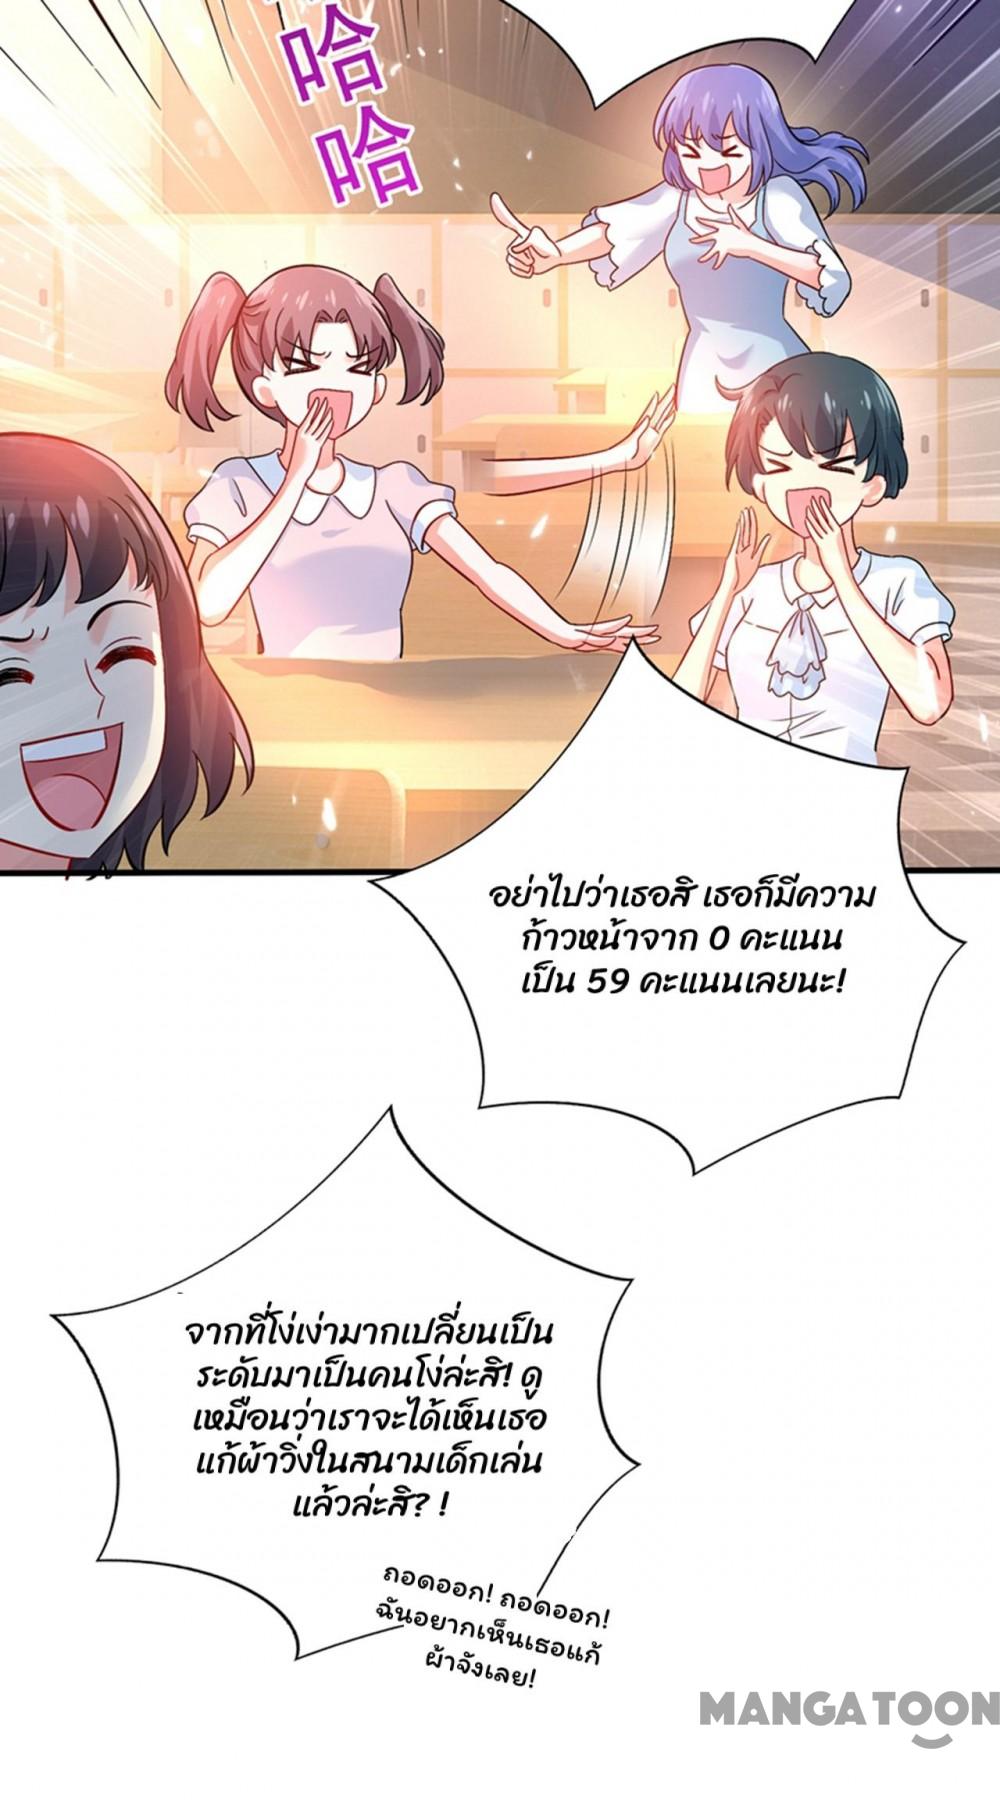 哈
哈
อย่าไปว่าเธอสิ เธอก็มีความ
ก้าวหน้าจาก 0 คะแนน
เป็น 59 คะแนนเลยนะ!
จากที่โง่เง่ามากเปลี่ยนเป็น
ระดับมาเป็นคนโง่ล่ะสิ! ดู
เหมือนว่าเราจะได้เห็นเธอ
แก้ผ้าวิ่งในสนามเด็กเล่น
แล้วล่ะสิ? !
ถอดออก! ถอดออก!
ฉันอยากเห็นเธอแก้
ผ้าจังเลย!
MANGATOON